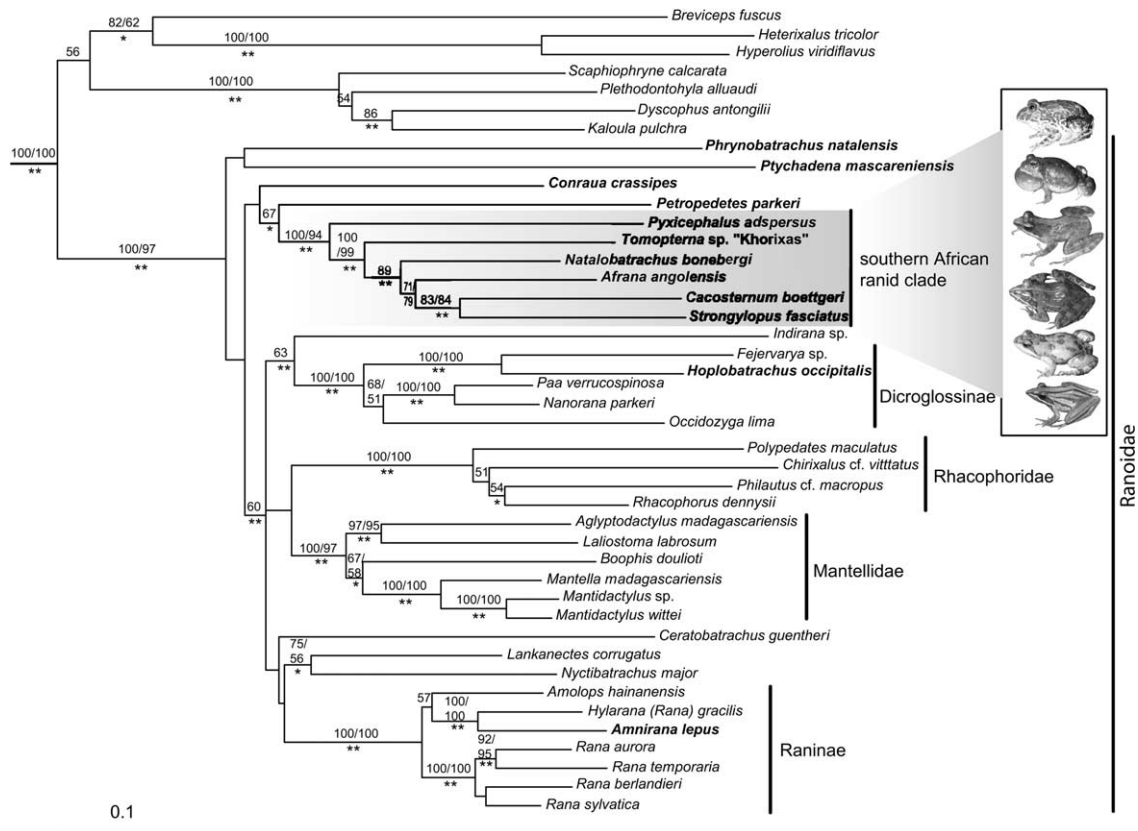 82/62
*
Breviceps fuscus
56
100/100
**
Heterixalus tricolor
Hyperolius viridiflavus
100/100
**
Scaphiophryne calcarata
54
Plethodontohyla alluaudi
86
**
Dyscophus antongilii
Kaloula pulchra
100/100
**
Phrynobatrachus natalensis
Ptychadena mascareniensis
Conraua crassipes
67
*
Petropedetes parkeri
100/94
**
Pyxicephalus adspersus
100
/99
**
Tomopterna sp. "Khorixas"
100/97
**
89
**
Natalobatrachus bonebergi
southern African
ranid clade
71/
79
Afrana angolensis
83/84
**
Cacosternum boettgeri
Strongylopus fasciatus
63
**
Indirana sp.
100/100
**
100/100
**
Fejervarya sp.
Hoplobatrachus occipitalis
68/
51
100/100
**
Paa verrucospinosa
Nanorana parkeri
Occidozyga lima
Dicroglossinae
Ranoidae
100/100
**
Polypedates maculatus
51
Chirixalus cf. vitttatus
54
*
Philautus cf. macropus
Rhacophorus dennysii
Rhacophoridae
60
**
97/95
**
Aglyptodactylus madagascariensis
Laliostoma labrosum
100/97
**
67/
58
*
Boophis doulioti
100/100
**
Mantella madagascariensis
100/100
**
Mantidactylus sp.
Mantidactylus wittei
Mantellidae
Ceratobatrachus guentheri
75/
56
*
Lankanectes corrugatus
Nyctibatrachus major
57
Amolops hainanensis
100/
100
**
Hylarana (Rana) gracilis
Amnirana lepus
100/100
**
92/
95
**
Rana aurora
Rana temporaria
100/100
**
Rana berlandieri
Rana sylvatica
Raninae
0.1